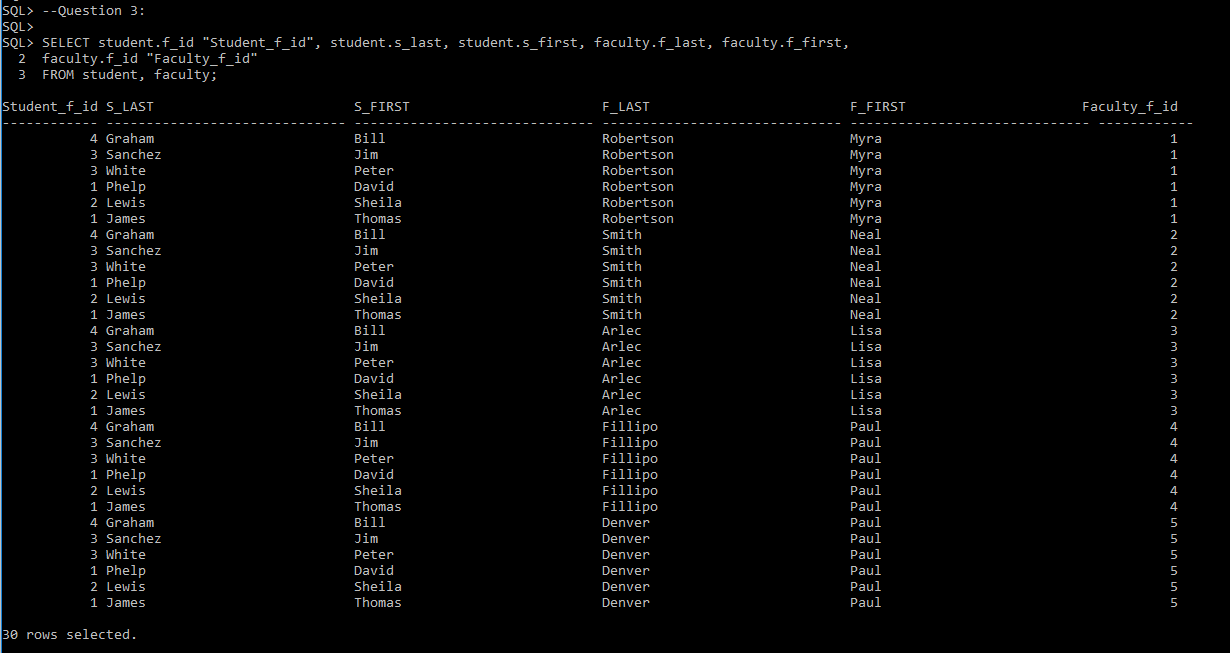 SQL> --Question 3:
SQL>
SQL> SELECT student.f_id "Student_f_id", student.s_last, student.s_first, faculty.f_last, faculty.f_first,
  2  faculty.f_id "Faculty_f_id"
  3  FROM student, faculty;
Student_f_id S_LAST                         S_FIRST                        F_LAST                         F_FIRST                        Faculty_f_id
------------ ------------------------------ ------------------------------ ------------------------------ ------------------------------ ------------
           4 Graham                         Bill                           Robertson                      Myra                                      1
           3 Sanchez                        Jim                            Robertson                      Myra                                      1
           3 White                          Peter                          Robertson                      Myra                                      1
           1 Phelp                          David                          Robertson                      Myra                                      1
           2 Lewis                          Sheila                         Robertson                      Myra                                      1
           1 James                          Thomas                         Robertson                      Myra                                      1
           4 Graham                         Bill                           Smith                          Neal                                      2
           3 Sanchez                        Jim                            Smith                          Neal                                      2
           3 White                          Peter                          Smith                          Neal                                      2
           1 Phelp                          David                          Smith                          Neal                                      2
           2 Lewis                          Sheila                         Smith                          Neal                                      2
           1 James                          Thomas                         Smith                          Neal                                      2
           4 Graham                         Bill                           Arlec                          Lisa                                      3
           3 Sanchez                        Jim                            Arlec                          Lisa                                      3
           3 White                          Peter                          Arlec                          Lisa                                      3
           1 Phelp                          David                          Arlec                          Lisa                                      3
           2 Lewis                          Sheila                         Arlec                          Lisa                                      3
           1 James                          Thomas                         Arlec                          Lisa                                      3
           4 Graham                         Bill                           Fillipo                        Paul                                      4
           3 Sanchez                        Jim                            Fillipo                        Paul                                      4
           3 White                          Peter                          Fillipo                        Paul                                      4
           1 Phelp                          David                          Fillipo                        Paul                                      4
           2 Lewis                          Sheila                         Fillipo                        Paul                                      4
           1 James                          Thomas                         Fillipo                        Paul                                      4
           4 Graham                         Bill                           Denver                         Paul                                      5
           3 Sanchez                        Jim                            Denver                         Paul                                      5
           3 White                          Peter                          Denver                         Paul                                      5
           1 Phelp                          David                          Denver                         Paul                                      5
           2 Lewis                          Sheila                         Denver                         Paul                                      5
           1 James                          Thomas                         Denver                         Paul                                      5
30 rows selected.